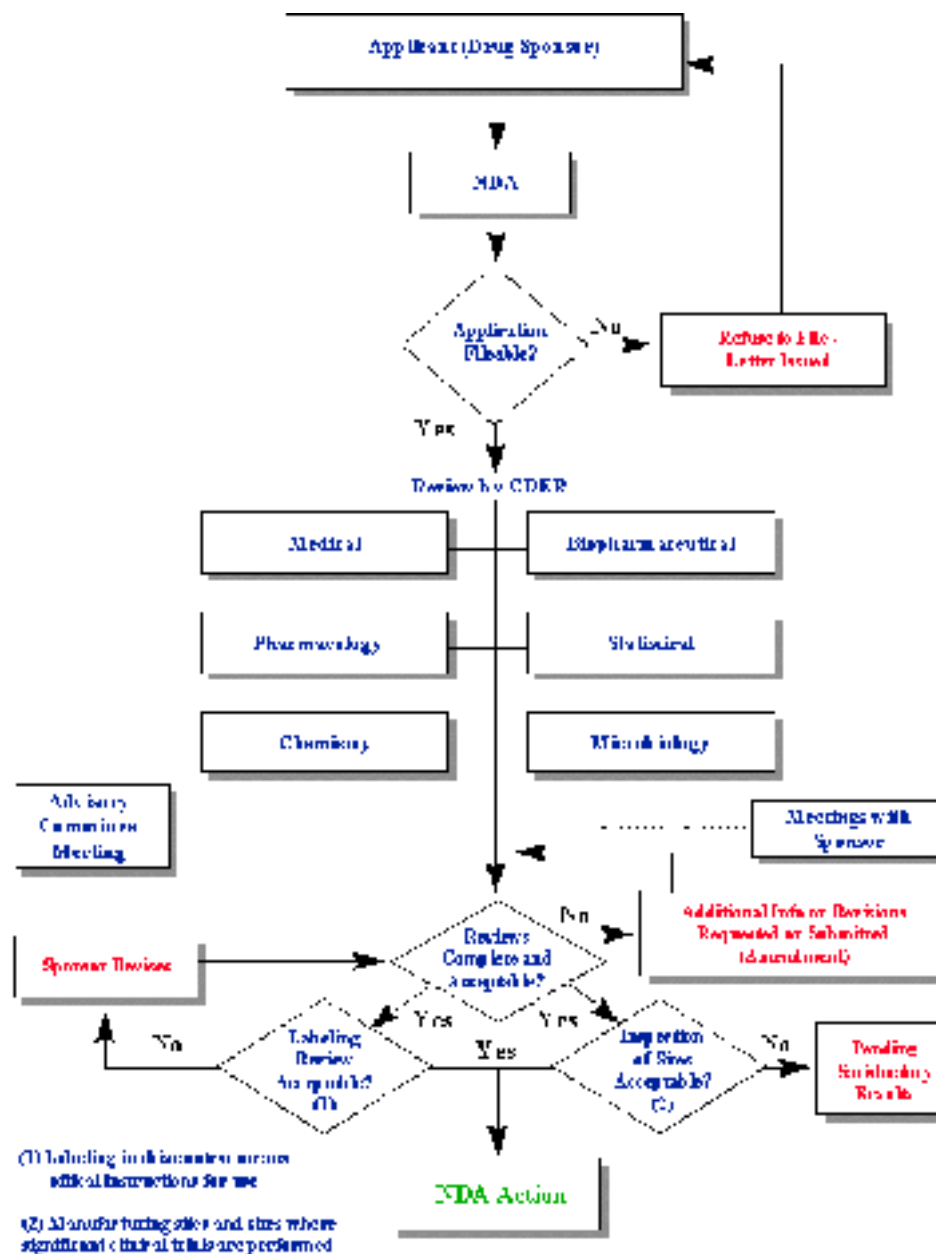 Applicant (Drug Sponsor)
NDA
Application
Fileable?
No
Refuse to File -
Letter Issued
Yes
Review by CDER
Medical
Biopharmaceutical
Pharmacology
Statistical
Chemistry
Microbiology
Advisory
Committee
Meeting
Meetings with
Sponsor
Reviews
Complete and
Acceptable?
No
Additional Info or Revisions
Requested or Submitted
(Amendment)
Sponsor Revises
Yes
Yes
No
Labeling
Review
Acceptable?
(1)
Yes
Inspection
of Sites
Acceptable?
(2)
No
Pending
Satisfactory
Results
NDA Action
(1) Labeling in this context means
official instructions for use
(2) Manufacturing sites and sites where
significant clinical trials are performed